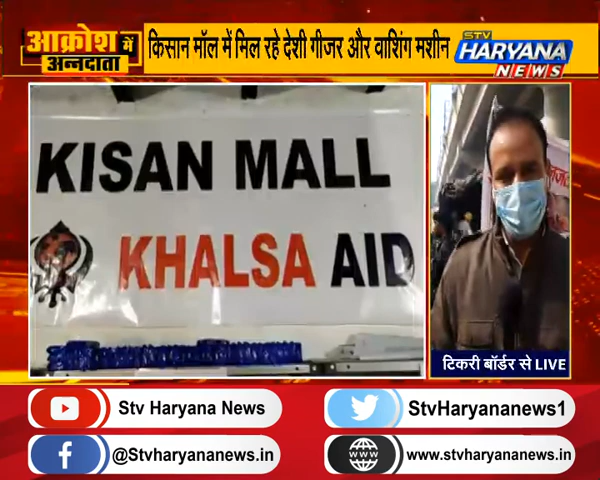 आक्रोश में
अन्नदाता
किसान मॉल में मिल रहे देशी गीजर और वाशिंग मशीन
STV
HARYANA
NEWS
KISAN MALL
KHALSA AID
टिकरी बॉर्डर से LIVE
Stv Haryana News
StvHaryananews1
@Stvharyananews
www.stvharyananews.in